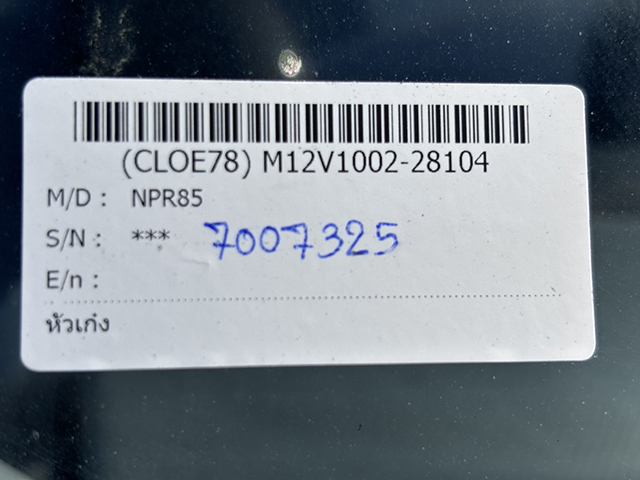 (CLOE78) M12V1002-28104
M/D : NPR85
S/N : *** 7007325
E/n :
หัวเก๋ง